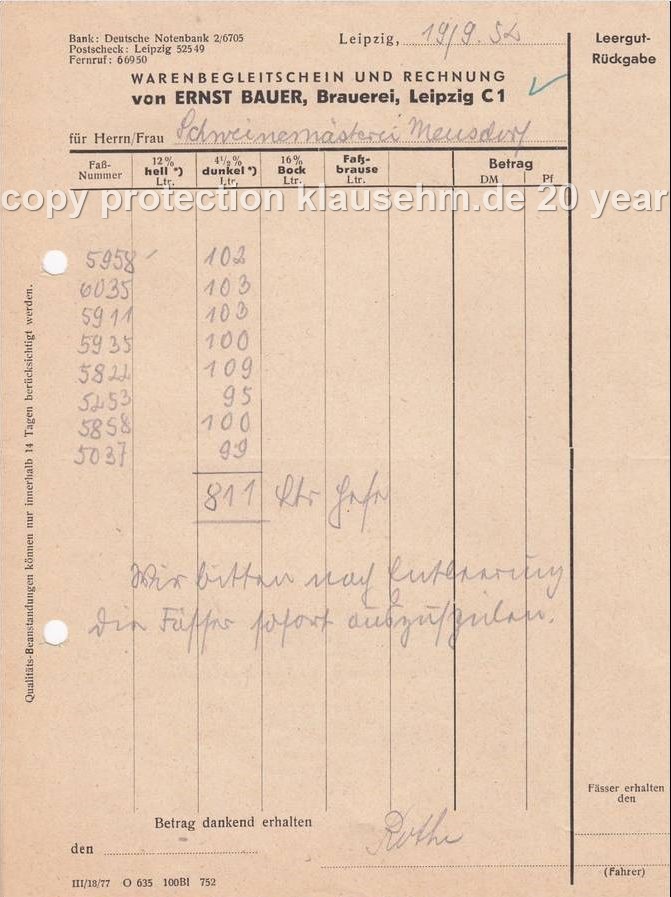 Bank: Deutsche Notenbank 2/6705
Postscheck: Leipzig 52549
Fernruf: 66950
Leipzig, 19/9. 52
Leergut-
Rückgabe
WARENBEGLEITSCHEIN UND RECHNUNG
von ERNST BAUER, Brauerei, Leipzig C1
für Herrn/Frau Schweinemästerei Meusdorf
Faß-Nummer 12% hell *) Ltr. 4½% dunkel *) Ltr. 16% Bock Ltr. Faß-brause Ltr. Betrag DM Pf
copy protection klausehm.de 20 year
5958 102
6035 103
5911 103
5935 100
5822 109
5253 95
5858 100
5037 99
811 Ltr Hefe
Wir bitten nach Entleerung
die Fässer sofort auszuspülen.
Qualitäts-Beanstandungen können nur innerhalb 14 Tagen berücksichtigt werden.
Fässer erhalten
den
Betrag dankend erhalten
Rothe
den
(Fahrer)
III/18/77 O 635 100Bl 752